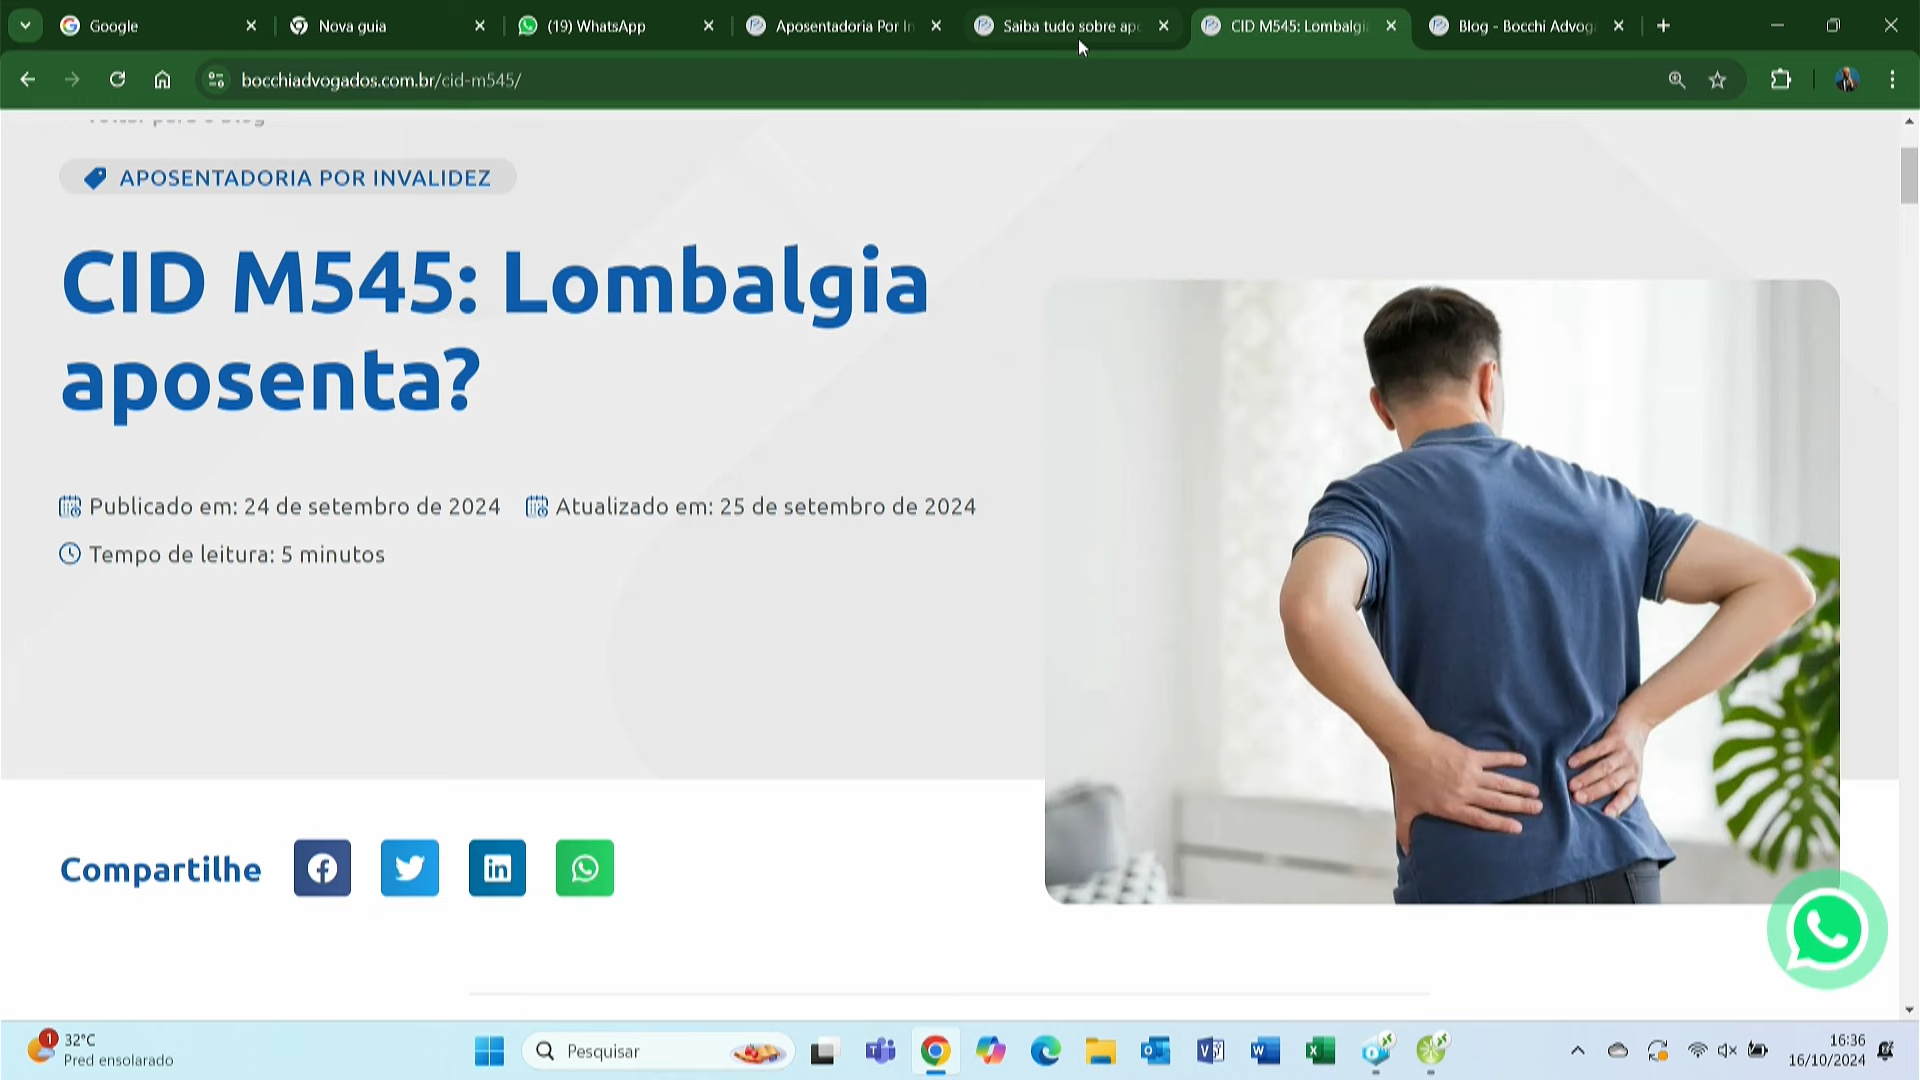 Google
Nova guia
(19) WhatsApp
Aposentadoria Por In
Saiba tudo sobre apo
CID M545: Lombalgi
Blog - Bocchi Advog
bocchiadvogados.com.br/cid-m545/
APOSENTADORIA POR INVALIDEZ
CID M545: Lombalgia
aposenta?
Publicado em: 24 de setembro de 2024 Atualizado em: 25 de setembro de 2024
Tempo de leitura: 5 minutos
Compartilhe
1
32°C
Pred ensolarado
Pesquisar
16:36
16/10/2024